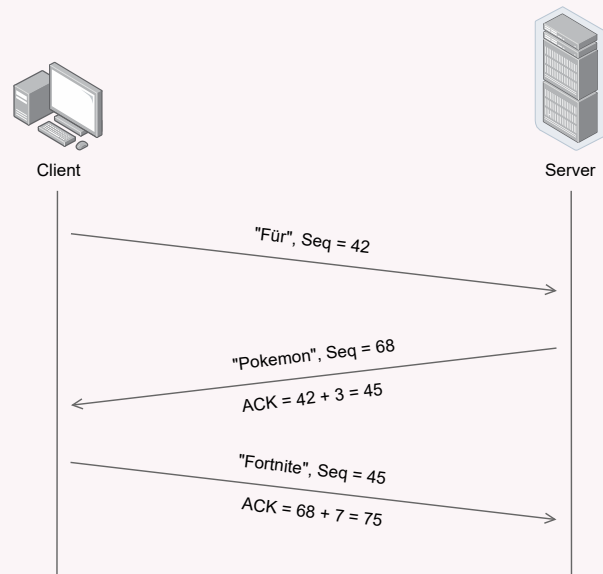 Client
Server
"Für", Seq = 42
"Pokemon", Seq = 68
ACK = 42 + 3 = 45
"Fortnite", Seq = 45
ACK = 68 + 7 = 75